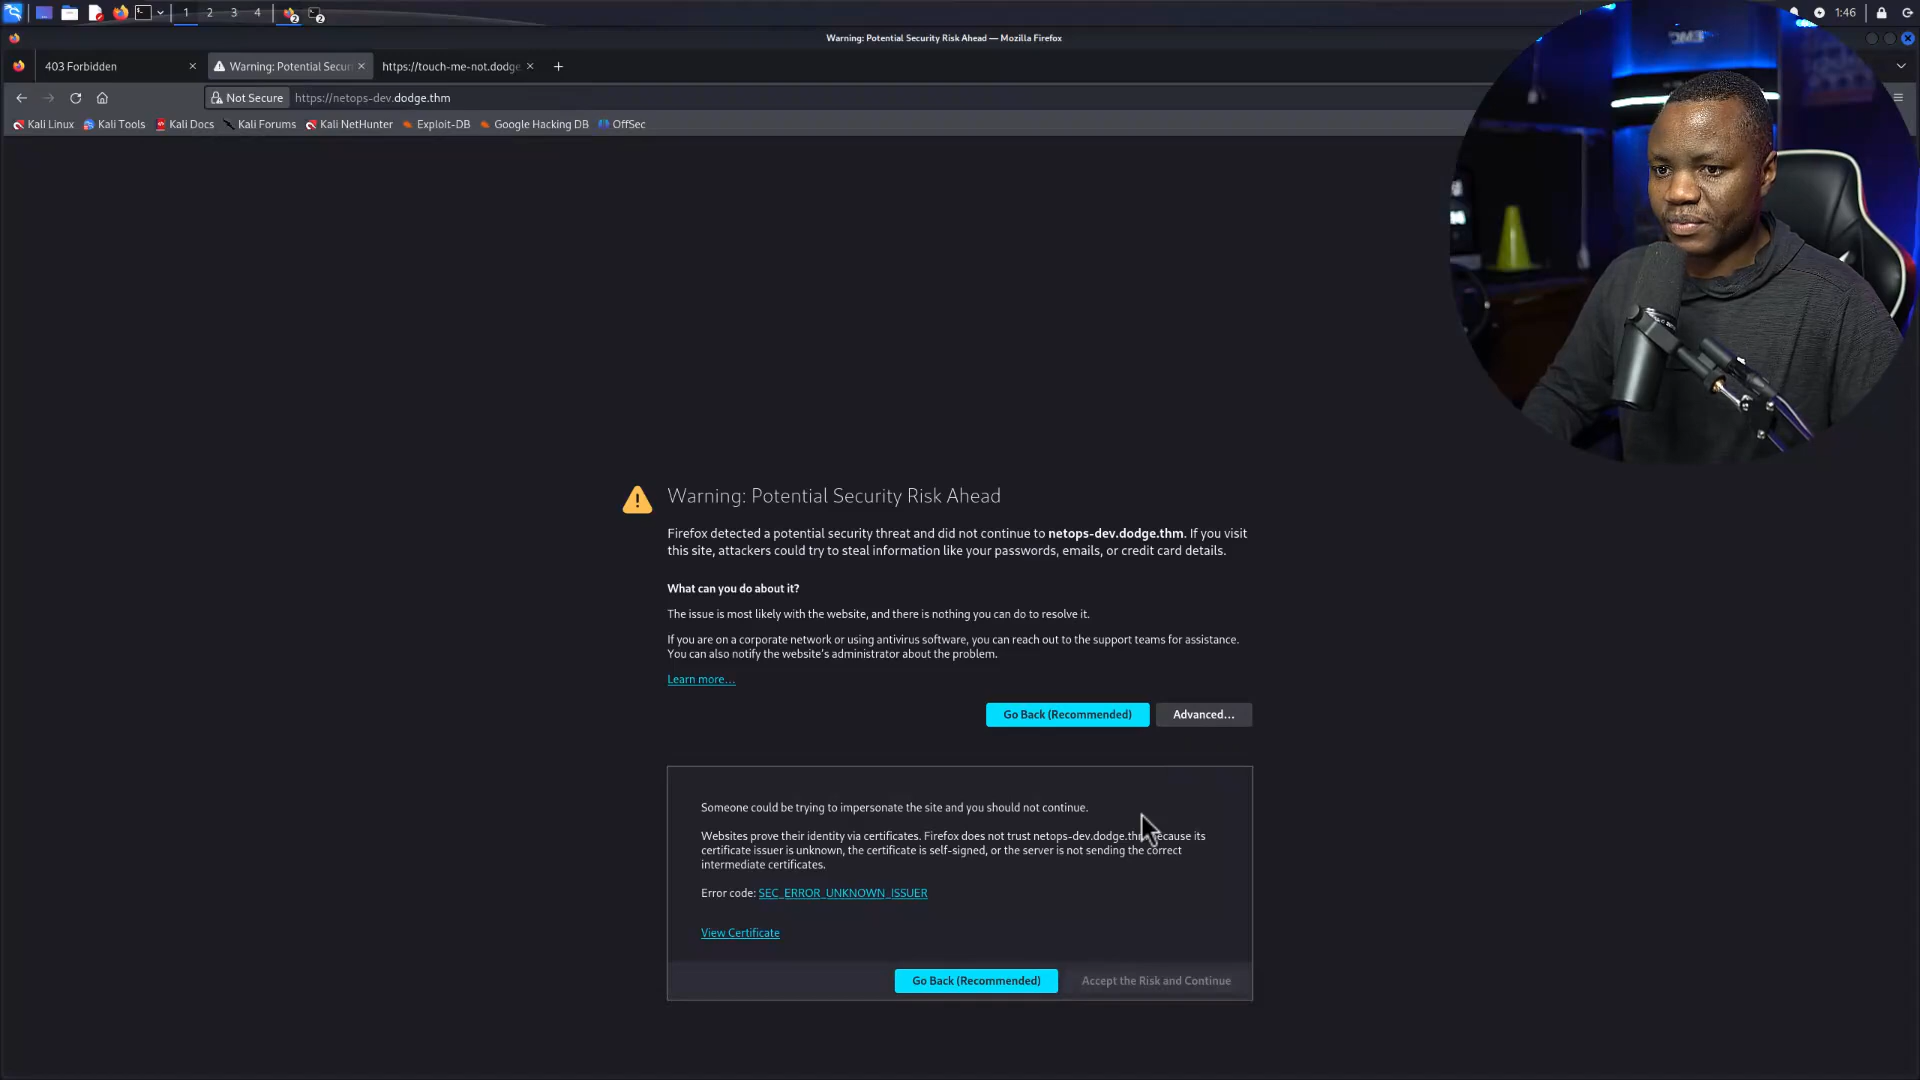 1 2 3 4
2
2
1:46
Warning: Potential Security Risk Ahead — Mozilla Firefox
403 Forbidden
Warning: Potential Secur
https://touch-me-not.dodge
Not Secure
https://netops-dev.dodge.thm
Kali Linux Kali Tools Kali Docs Kali Forums Kali NetHunter Exploit-DB Google Hacking DB OffSec
Warning: Potential Security Risk Ahead
Firefox detected a potential security threat and did not continue to netops-dev.dodge.thm. If you visit
this site, attackers could try to steal information like your passwords, emails, or credit card details.
What can you do about it?
The issue is most likely with the website, and there is nothing you can do to resolve it.
If you are on a corporate network or using antivirus software, you can reach out to the support teams for assistance.
You can also notify the website's administrator about the problem.
Learn more…
Go Back (Recommended)
Advanced…
Someone could be trying to impersonate the site and you should not continue.
Websites prove their identity via certificates. Firefox does not trust netops-dev.dodge.th because its
certificate issuer is unknown, the certificate is self-signed, or the server is not sending the correct
intermediate certificates.
Error code: SEC_ERROR_UNKNOWN_ISSUER
View Certificate
Go Back (Recommended)
Accept the Risk and Continue